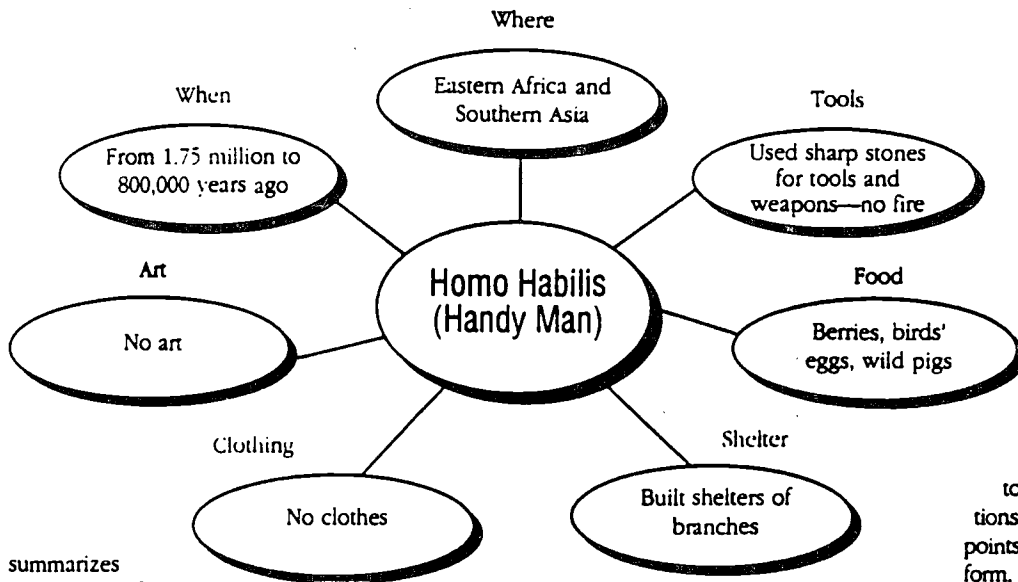 Where
Eastern Africa and
Southern Asia
When
From 1.75 million to
800,000 years ago
Tools
Used sharp stones
for tools and
weapons—no fire
Homo Habilis
(Handy Man)
Art
No art
Food
Berries, birds'
eggs, wild pigs
Clothing
No clothes
Shelter
Built shelters of
branches
summarizes
to
tions
points
form.